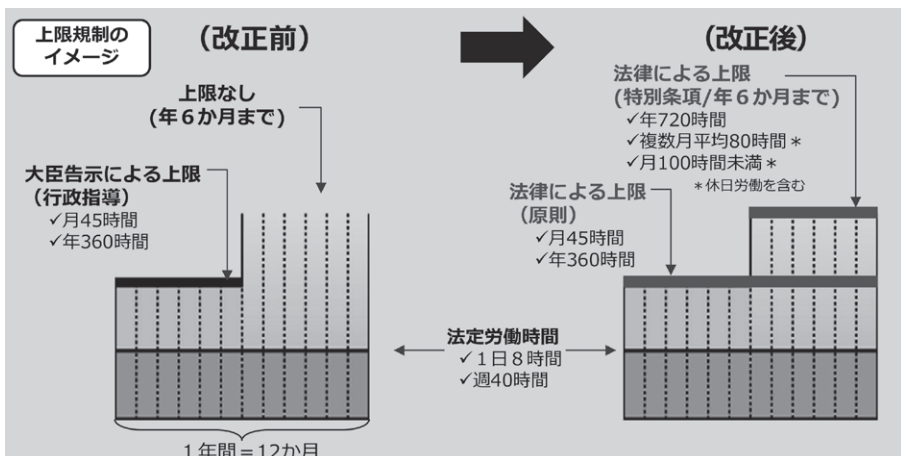 上限規制の
イメージ
（改正前）
上限なし
(年６か月まで)
大臣告示による上限
(行政指導)
✓月45時間
✓年360時間
１年間＝12か月
法定労働時間
✓１日８時間
✓週40時間
（改正後）
法律による上限
(特別条項/年６か月まで)
✓年720時間
✓複数月平均80時間＊
✓月100時間未満＊
＊休日労働を含む
法律による上限
（原則）
✓月45時間
✓年360時間